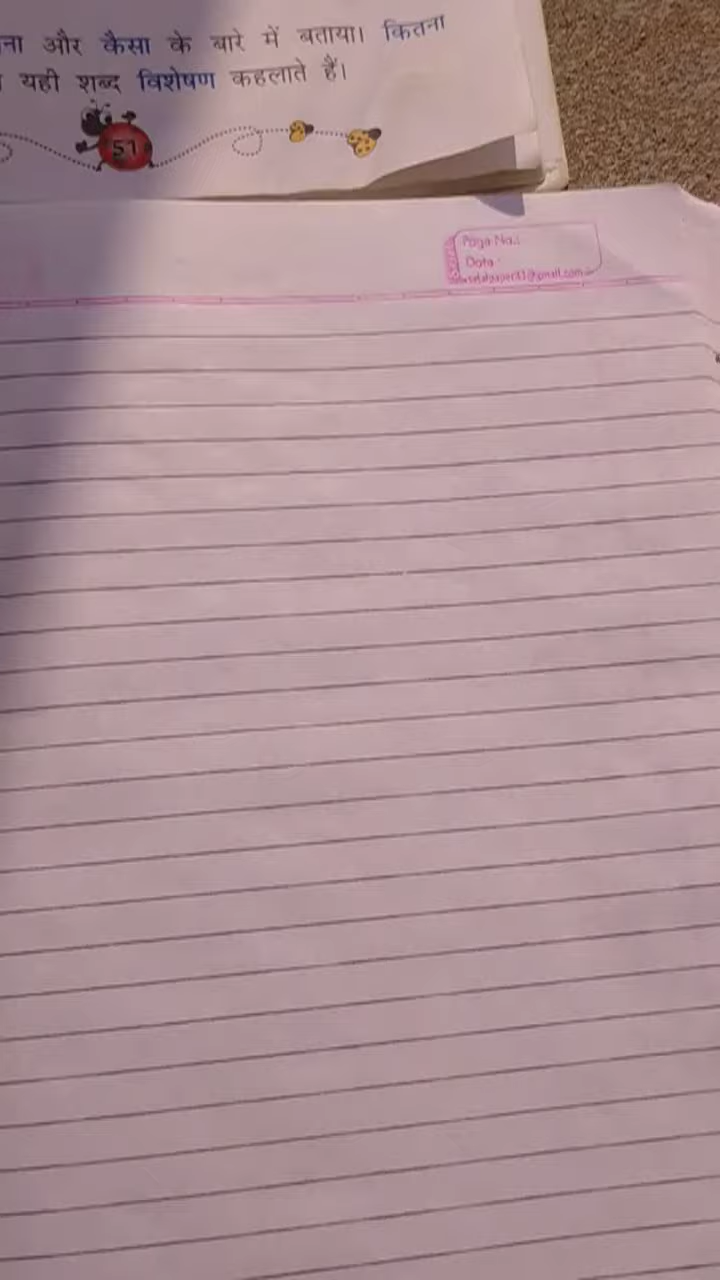 और कैसा के बारे में बताया। कितना
यही शब्द विशेषण कहलाते हैं।
51
Page No.:
Date :